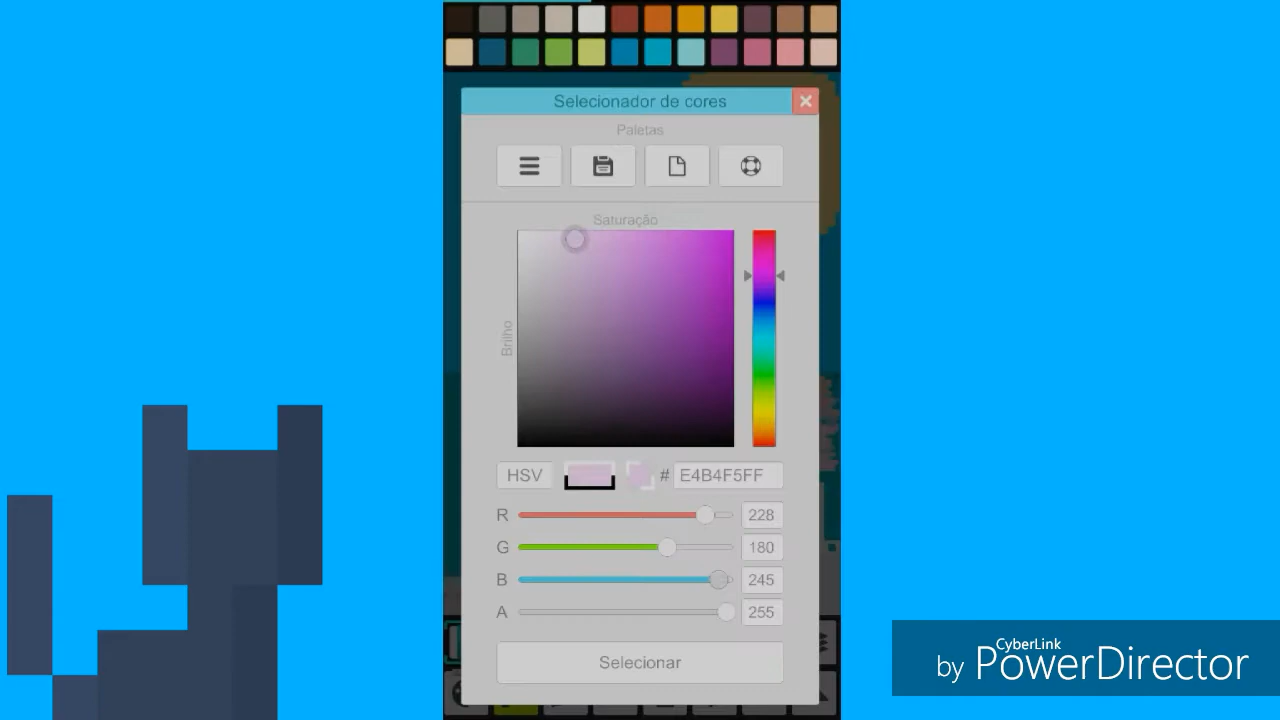 Selecionador de cores
Paletas
Saturação
Brilho
HSV
# E4B4F5FF
R 228
G 180
B 245
A 255
Selecionar
CyberLink
by PowerDirector